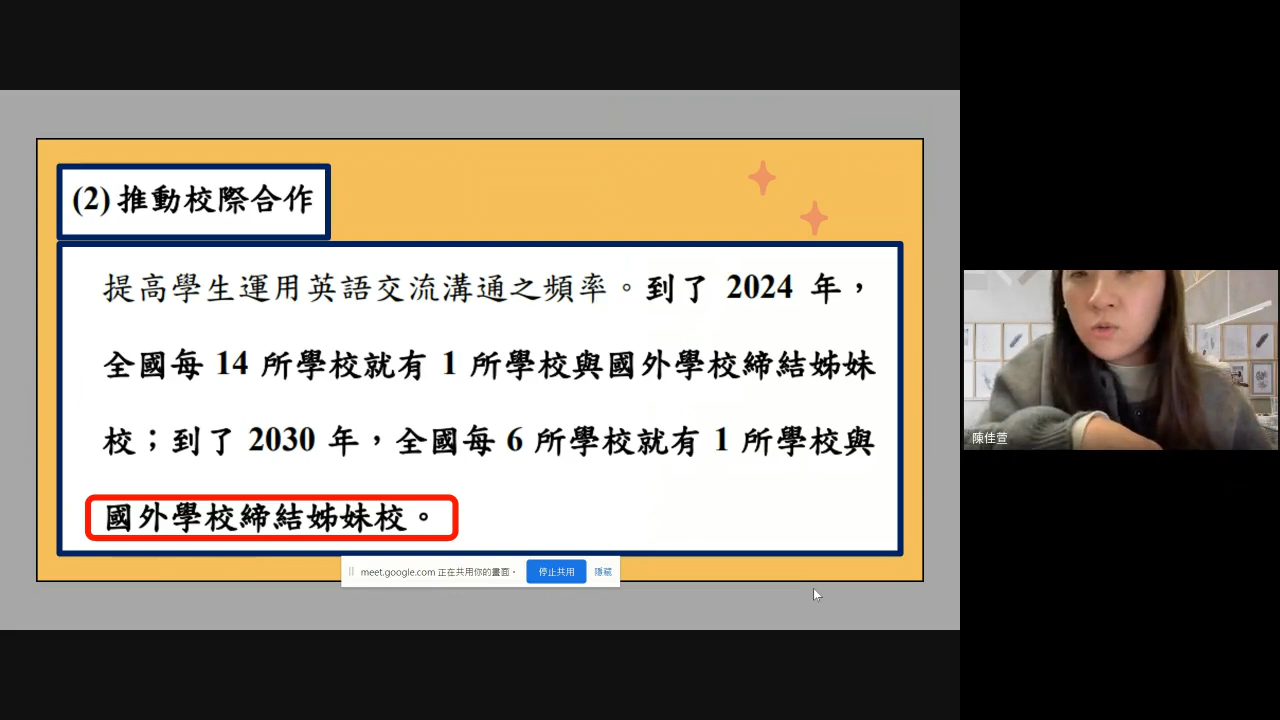 (2) 推動校際合作
提高學生運用英語交流溝通之頻率。到了 2024 年，
全國每 14 所學校就有 1 所學校與國外學校締結姊妹
校；到了 2030 年，全國每 6 所學校就有 1 所學校與
國外學校締結姊妹校。
meet.google.com 正在共用你的畫面。 停止共用 隱藏
陳佳萱